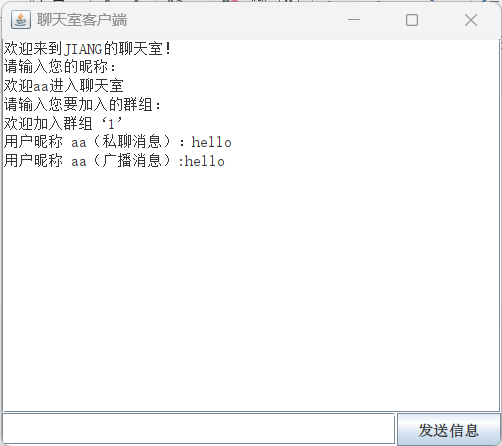 聊天室客户端
欢迎来到JIANG的聊天室！
请输入您的昵称：
欢迎aa进入聊天室
请输入您要加入的群组：
欢迎加入群组‘1’
用户昵称 aa（私聊消息）：hello
用户昵称 aa（广播消息）:hello
发送信息